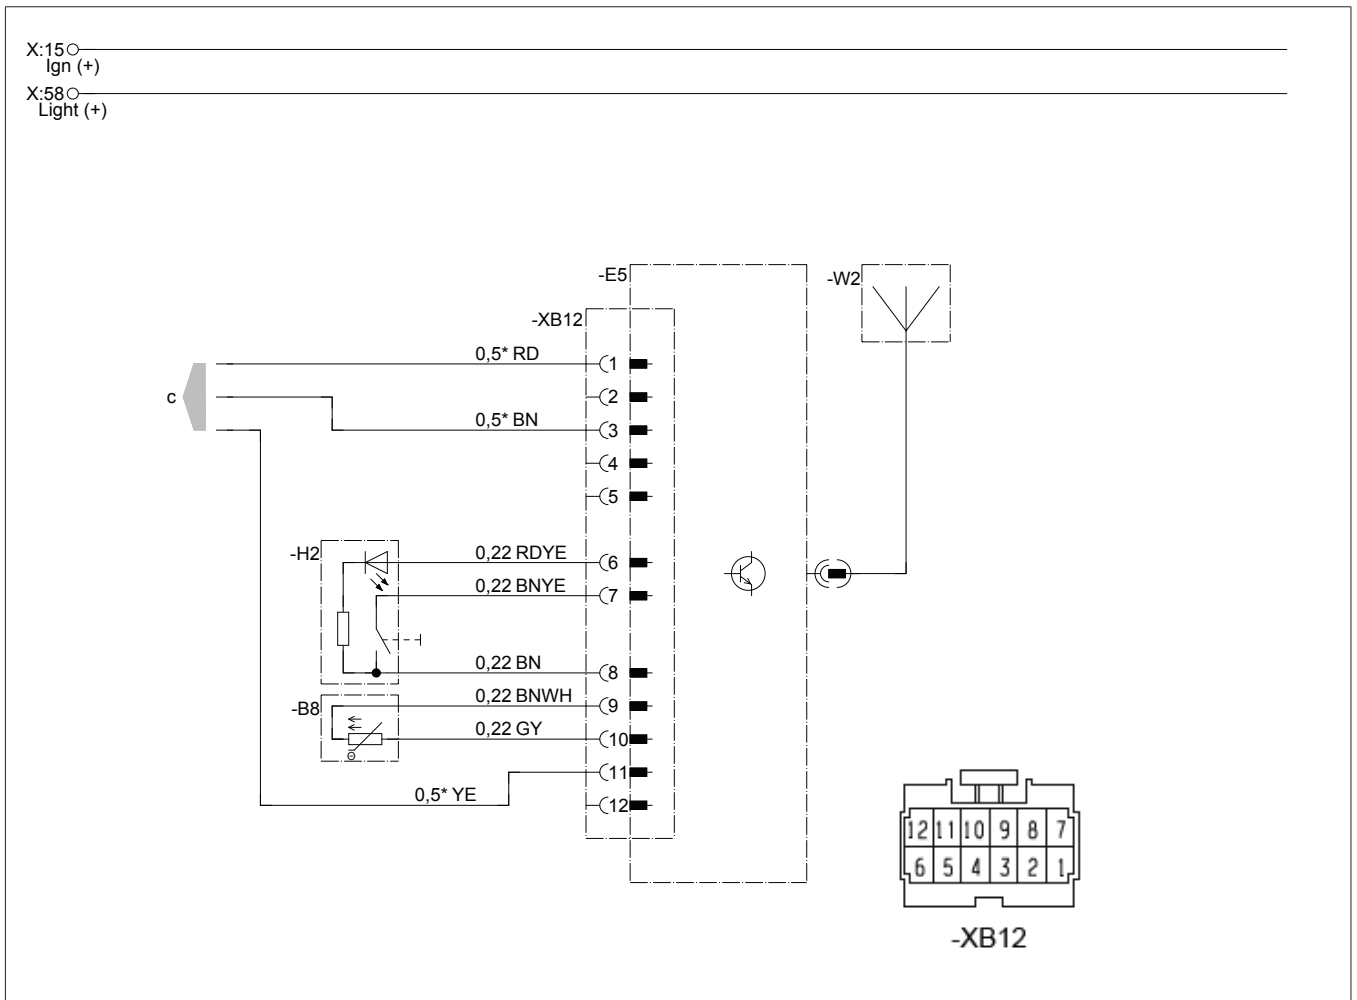 X:15
Ign (+)
X:58
Light (+)
-E5
-W2
-XB12
0,5* RD
1
c
2
0,5* BN
3
4
5
-H2
0,22 RDYE
6
0,22 BNYE
7
0,22 BN
8
-B8
0,22 BNWH
9
0,22 GY
10
Θ
11
0,5* YE
12
12 11 10 9 8 7
6 5 4 3 2 1
-XB12